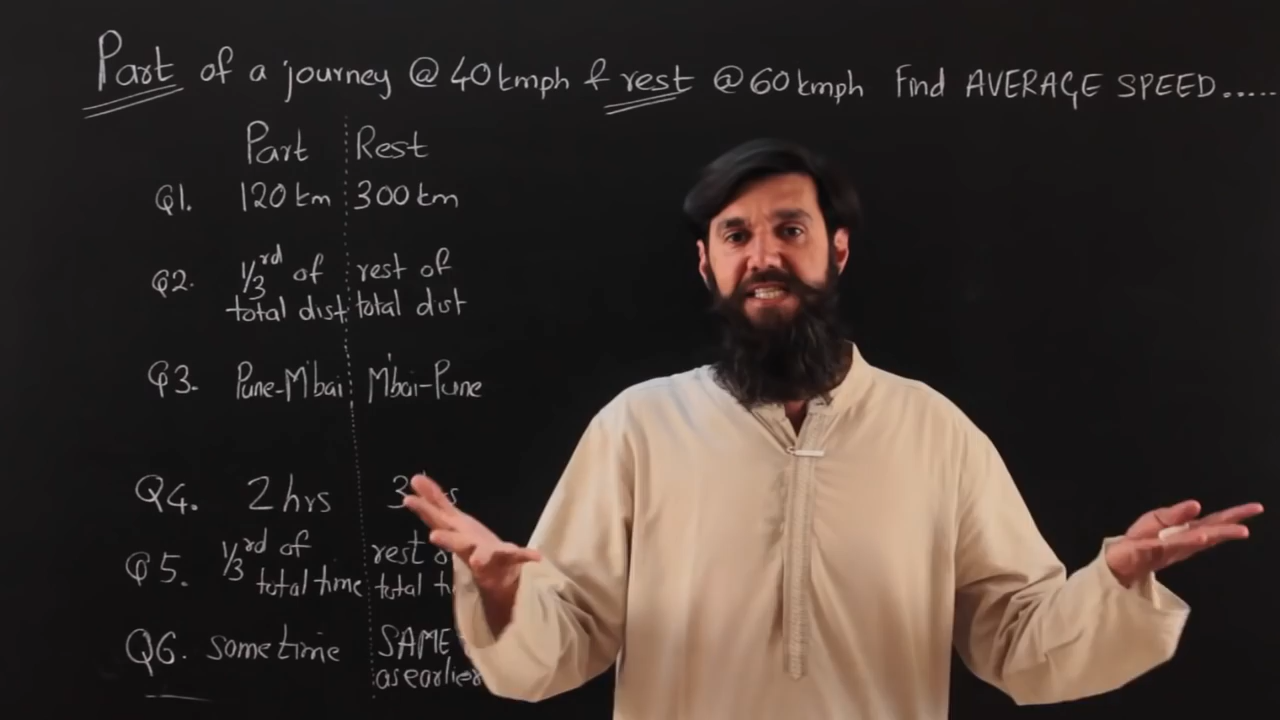 Part of a journey @ 40 kmph & rest @ 60 kmph Find AVERAGE SPEED.....
Part Rest
Q1. 120 km 300 km
Q2. 1/3rd of rest of
total dist total dist
Q3. Pune-M'bai M'bai-Pune
Q4. 2 hrs
Q5. 1/3rd of rest
total time total
Q6. sometime SAME
as earlier